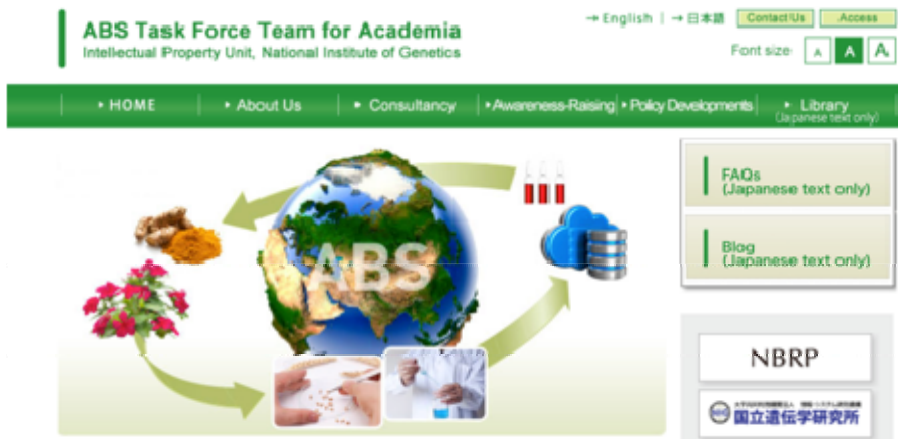 ABS Task Force Team for Academia
Intellectual Property Unit, National Institute of Genetics
→ English | → 日本語 Contact Us Access
Font size A A A
HOME About Us Consultancy Awareness-Raising Policy Developments Library
(Japanese text only)
FAQs
(Japanese text only)
ABS
Blog
(Japanese text only)
NBRP
国立遺伝学研究所